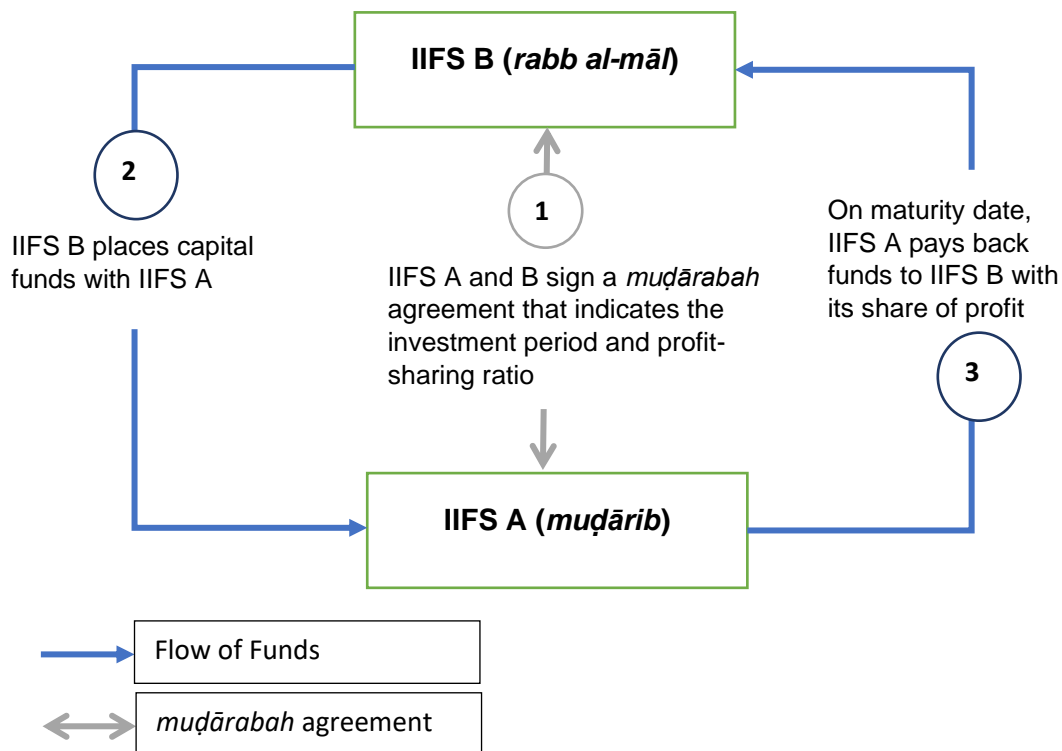 IIFS B (rabb al-māl)
2
IIFS B places capital
funds with IIFS A
1
IIFS A and B sign a muḍārabah
agreement that indicates the
investment period and profit-
sharing ratio
On maturity date,
IIFS A pays back
funds to IIFS B with
its share of profit
3
IIFS A (muḍārib)
Flow of Funds
muḍārabah agreement